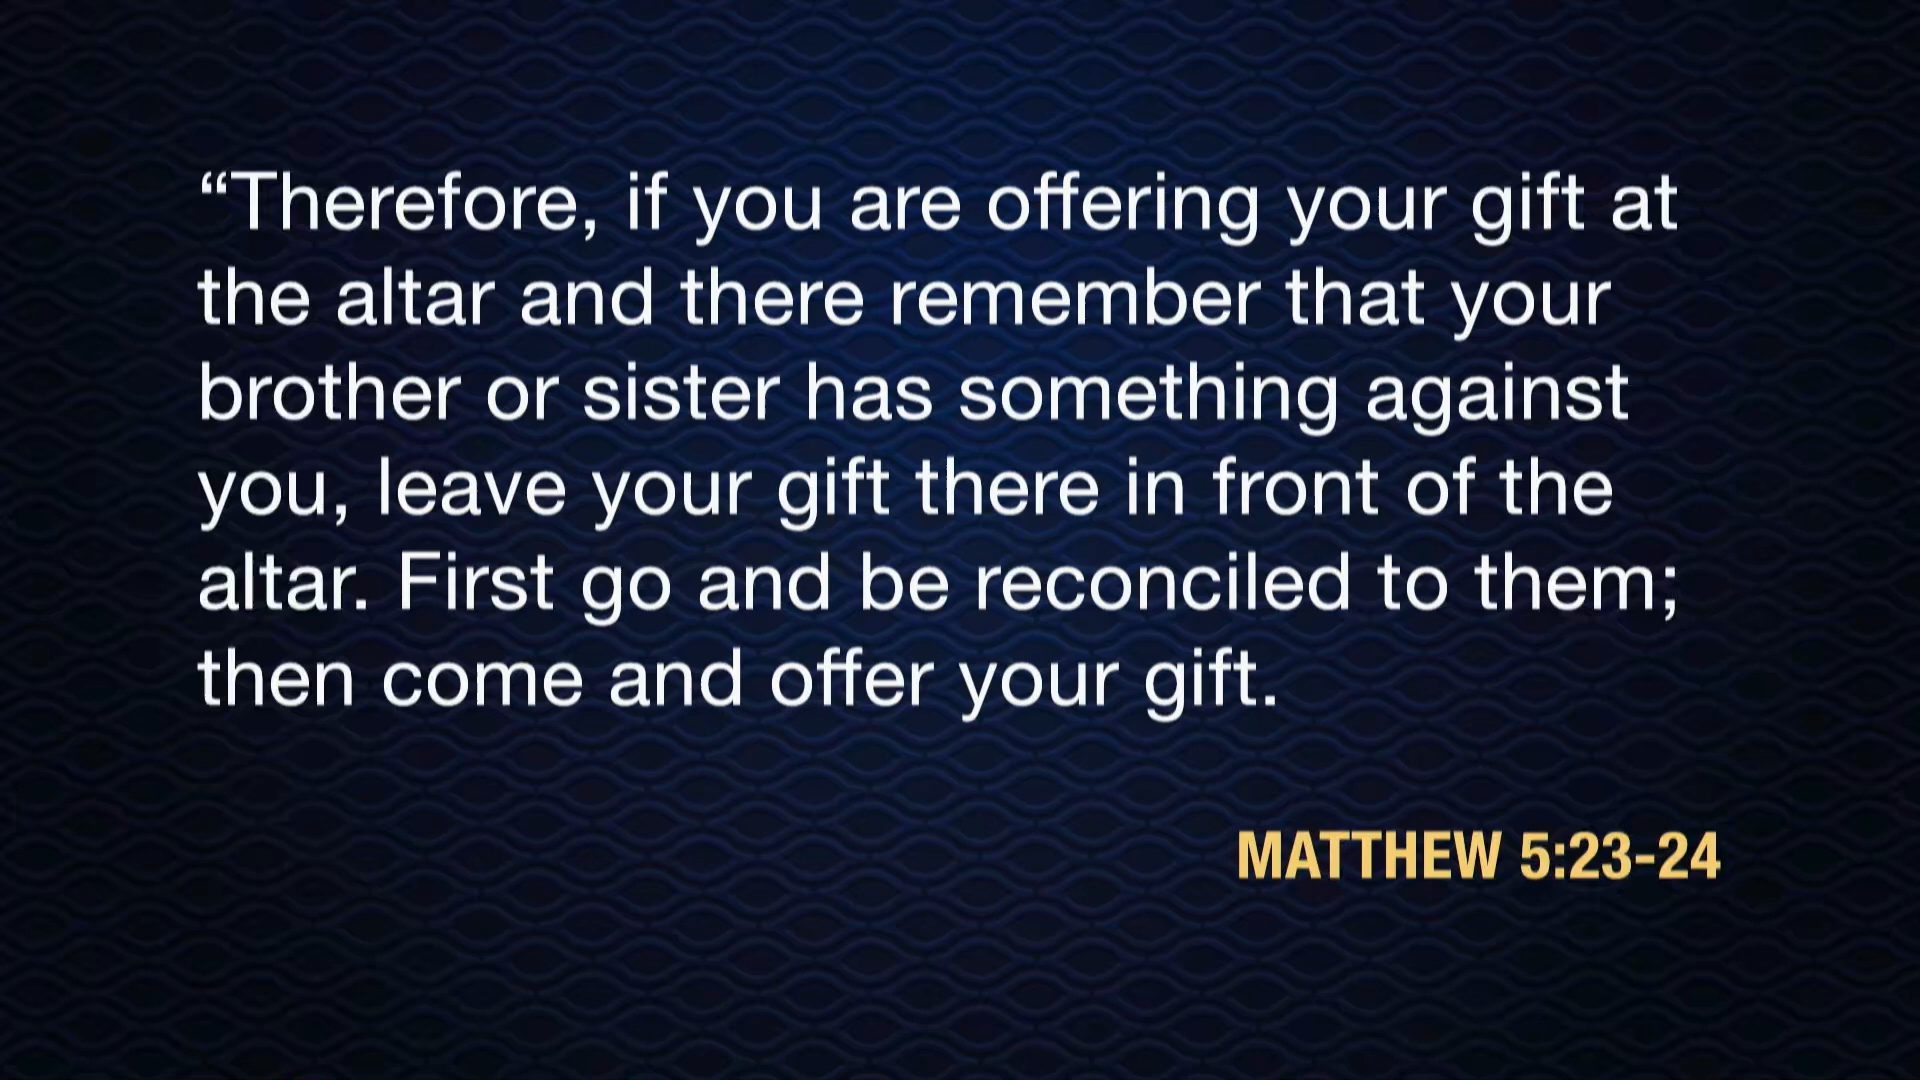 “Therefore, if you are offering your gift at
the altar and there remember that your
brother or sister has something against
you, leave your gift there in front of the
altar. First go and be reconciled to them;
then come and offer your gift.
MATTHEW 5:23-24